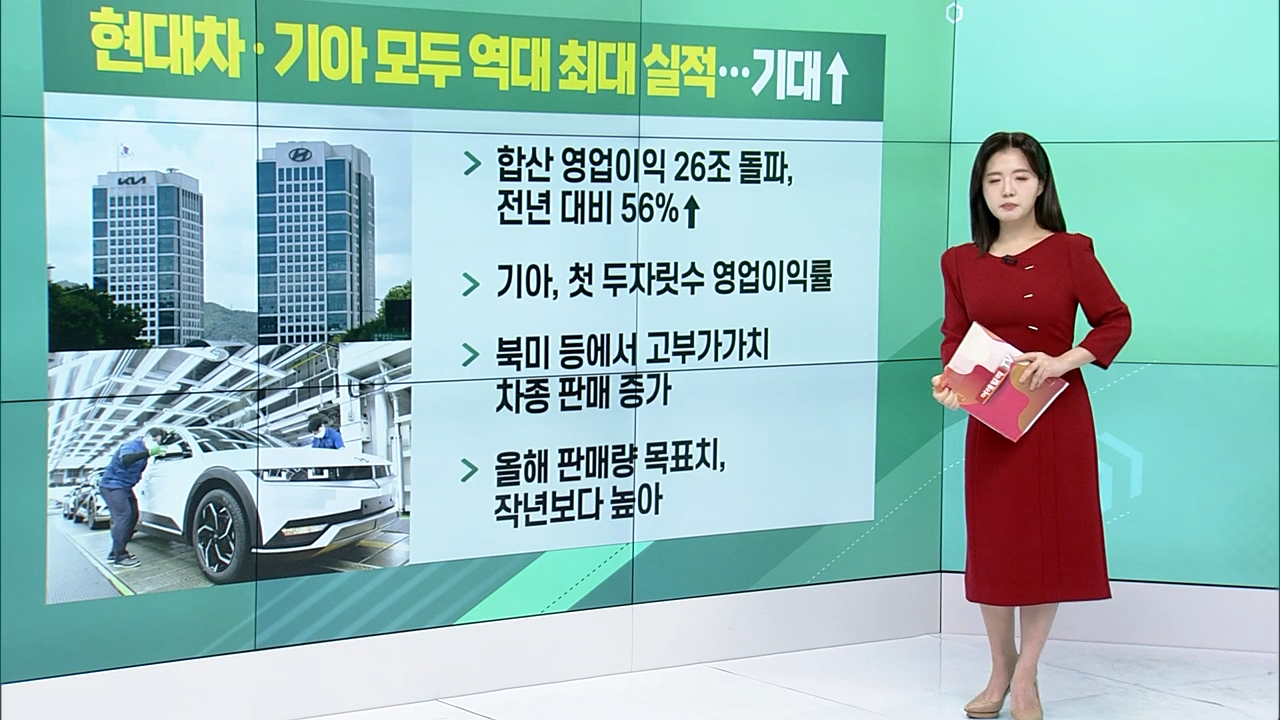 현대차·기아 모두 역대 최대 실적…기대↑
KIA
> 합산 영업이익 26조 돌파,
전년 대비 56%↑
> 기아, 첫 두자릿수 영업이익률
> 북미 등에서 고부가가치
차종 판매 증가
> 올해 판매량 목표치,
작년보다 높아